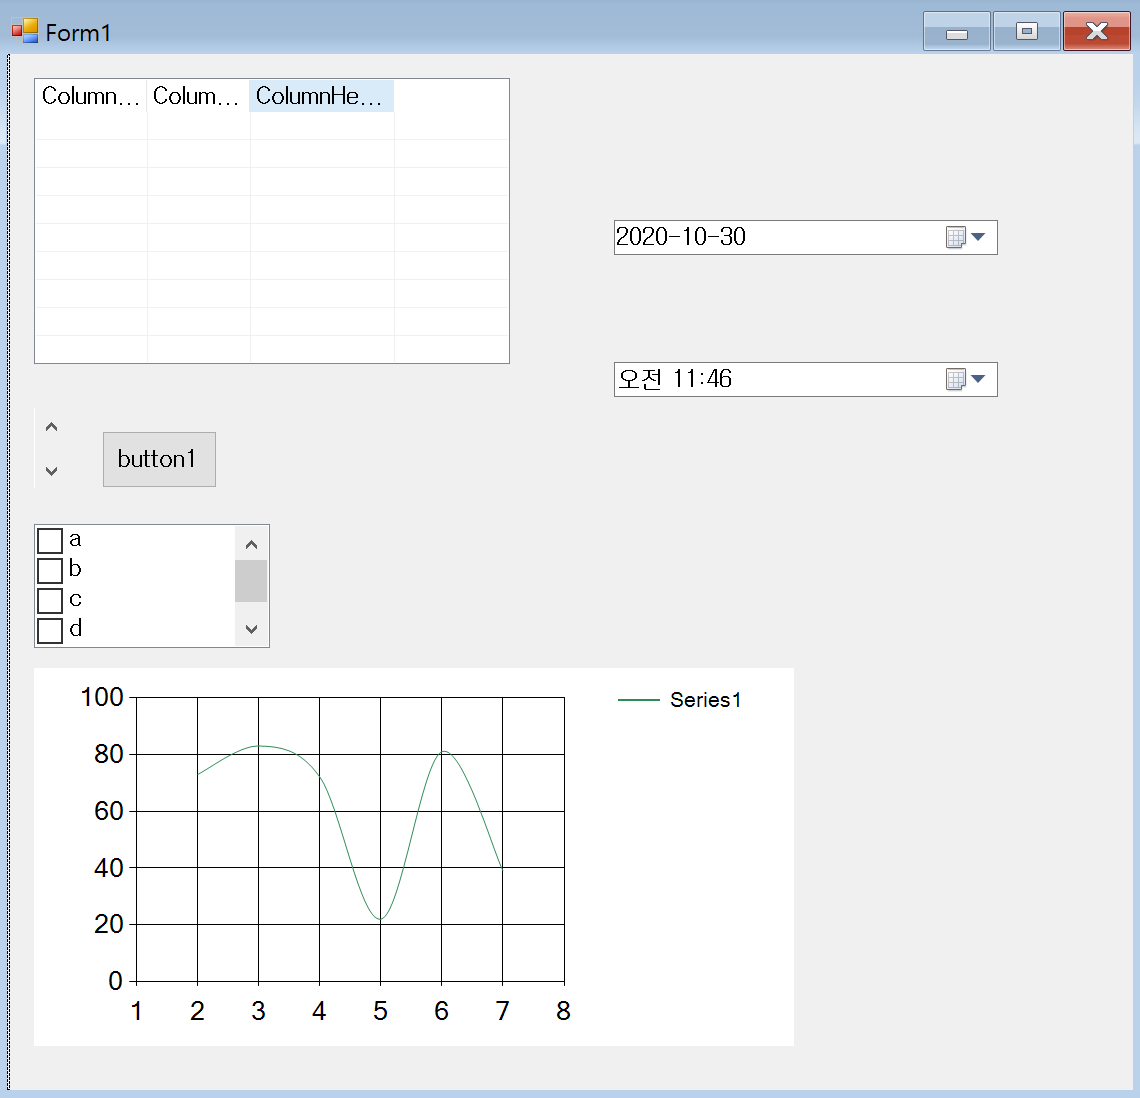 Form1
Column... Colum... ColumnHe...
2020-10-30
오전 11:46
button1
a
b
c
d
100
80
60
40
20
0
1 2 3 4 5 6 7 8
Series1